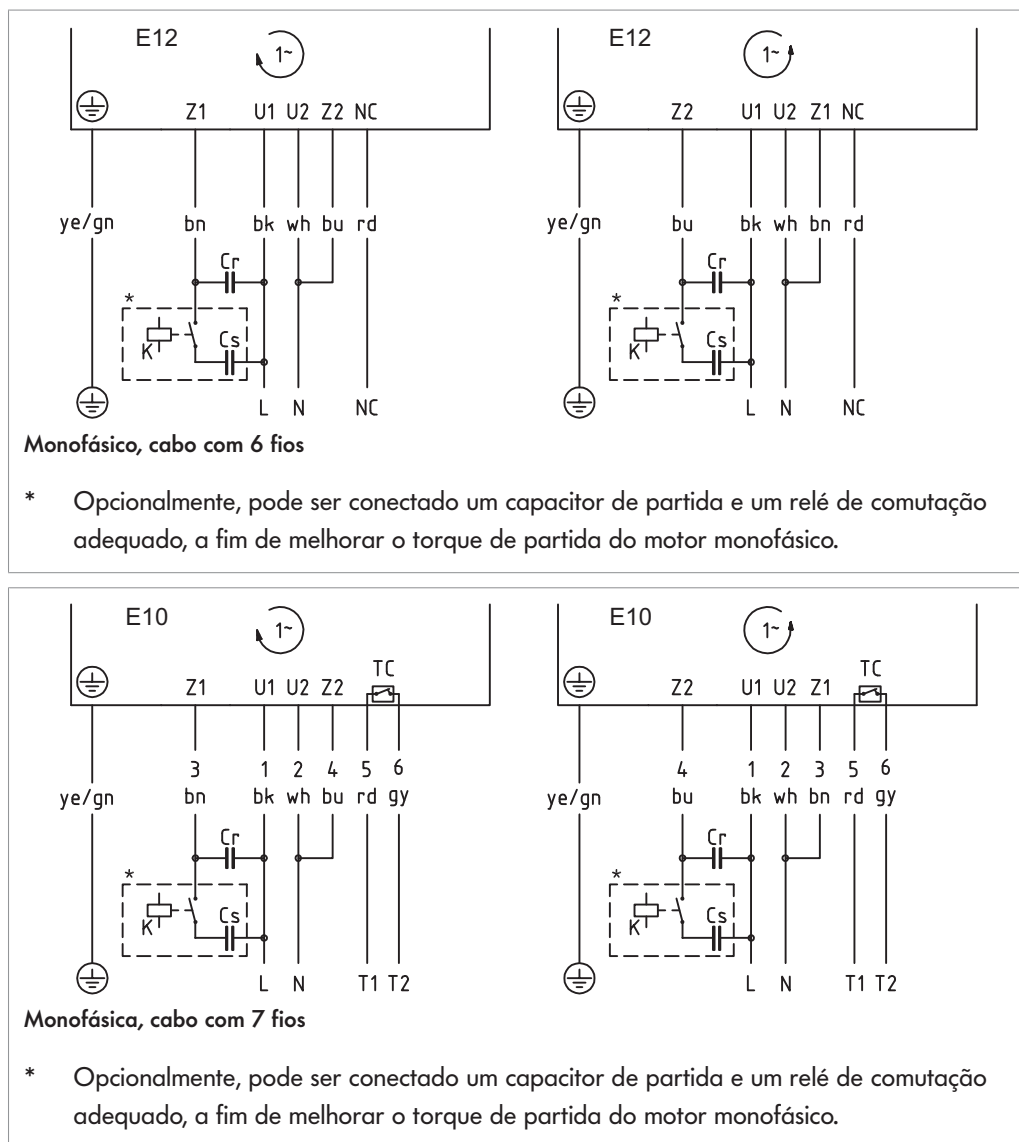 E12 1~ E12 1~
Z1 U1 U2 Z2 NC Z2 U1 U2 Z1 NC
ye/gn bn bk wh bu rd ye/gn bu bk wh bn rd
Cr Cr
* *
K Cs K Cs
L N NC L N NC
Monofásico, cabo com 6 fios
* Opcionalmente, pode ser conectado um capacitor de partida e um relé de comutação
adequado, a fim de melhorar o torque de partida do motor monofásico.
E10 1~ E10 1~
TC TC
Z1 U1 U2 Z2 Z2 U1 U2 Z1
3 1 2 4 5 6 4 1 2 3 5 6
ye/gn bn bk wh bu rd gy ye/gn bu bk wh bn rd gy
Cr Cr
* *
K Cs K Cs
L N T1 T2 L N T1 T2
Monofásica, cabo com 7 fios
* Opcionalmente, pode ser conectado um capacitor de partida e um relé de comutação
adequado, a fim de melhorar o torque de partida do motor monofásico.